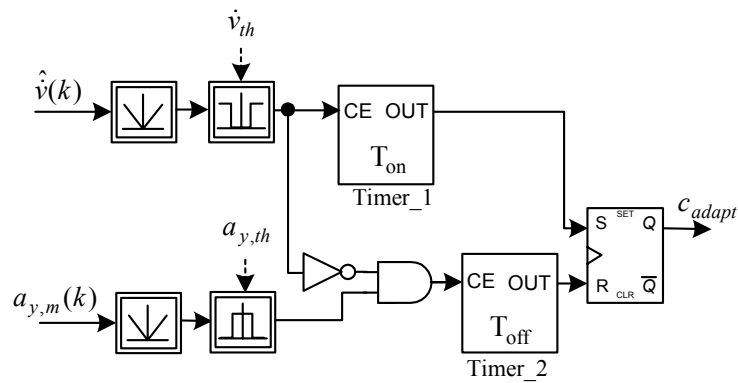 v̇_th
v̂̇(k)
CE OUT
T_on
Timer_1
a_y,th
S SET Q
c_adapt
R CLR Q̅
a_y,m(k)
CE OUT
T_off
Timer_2